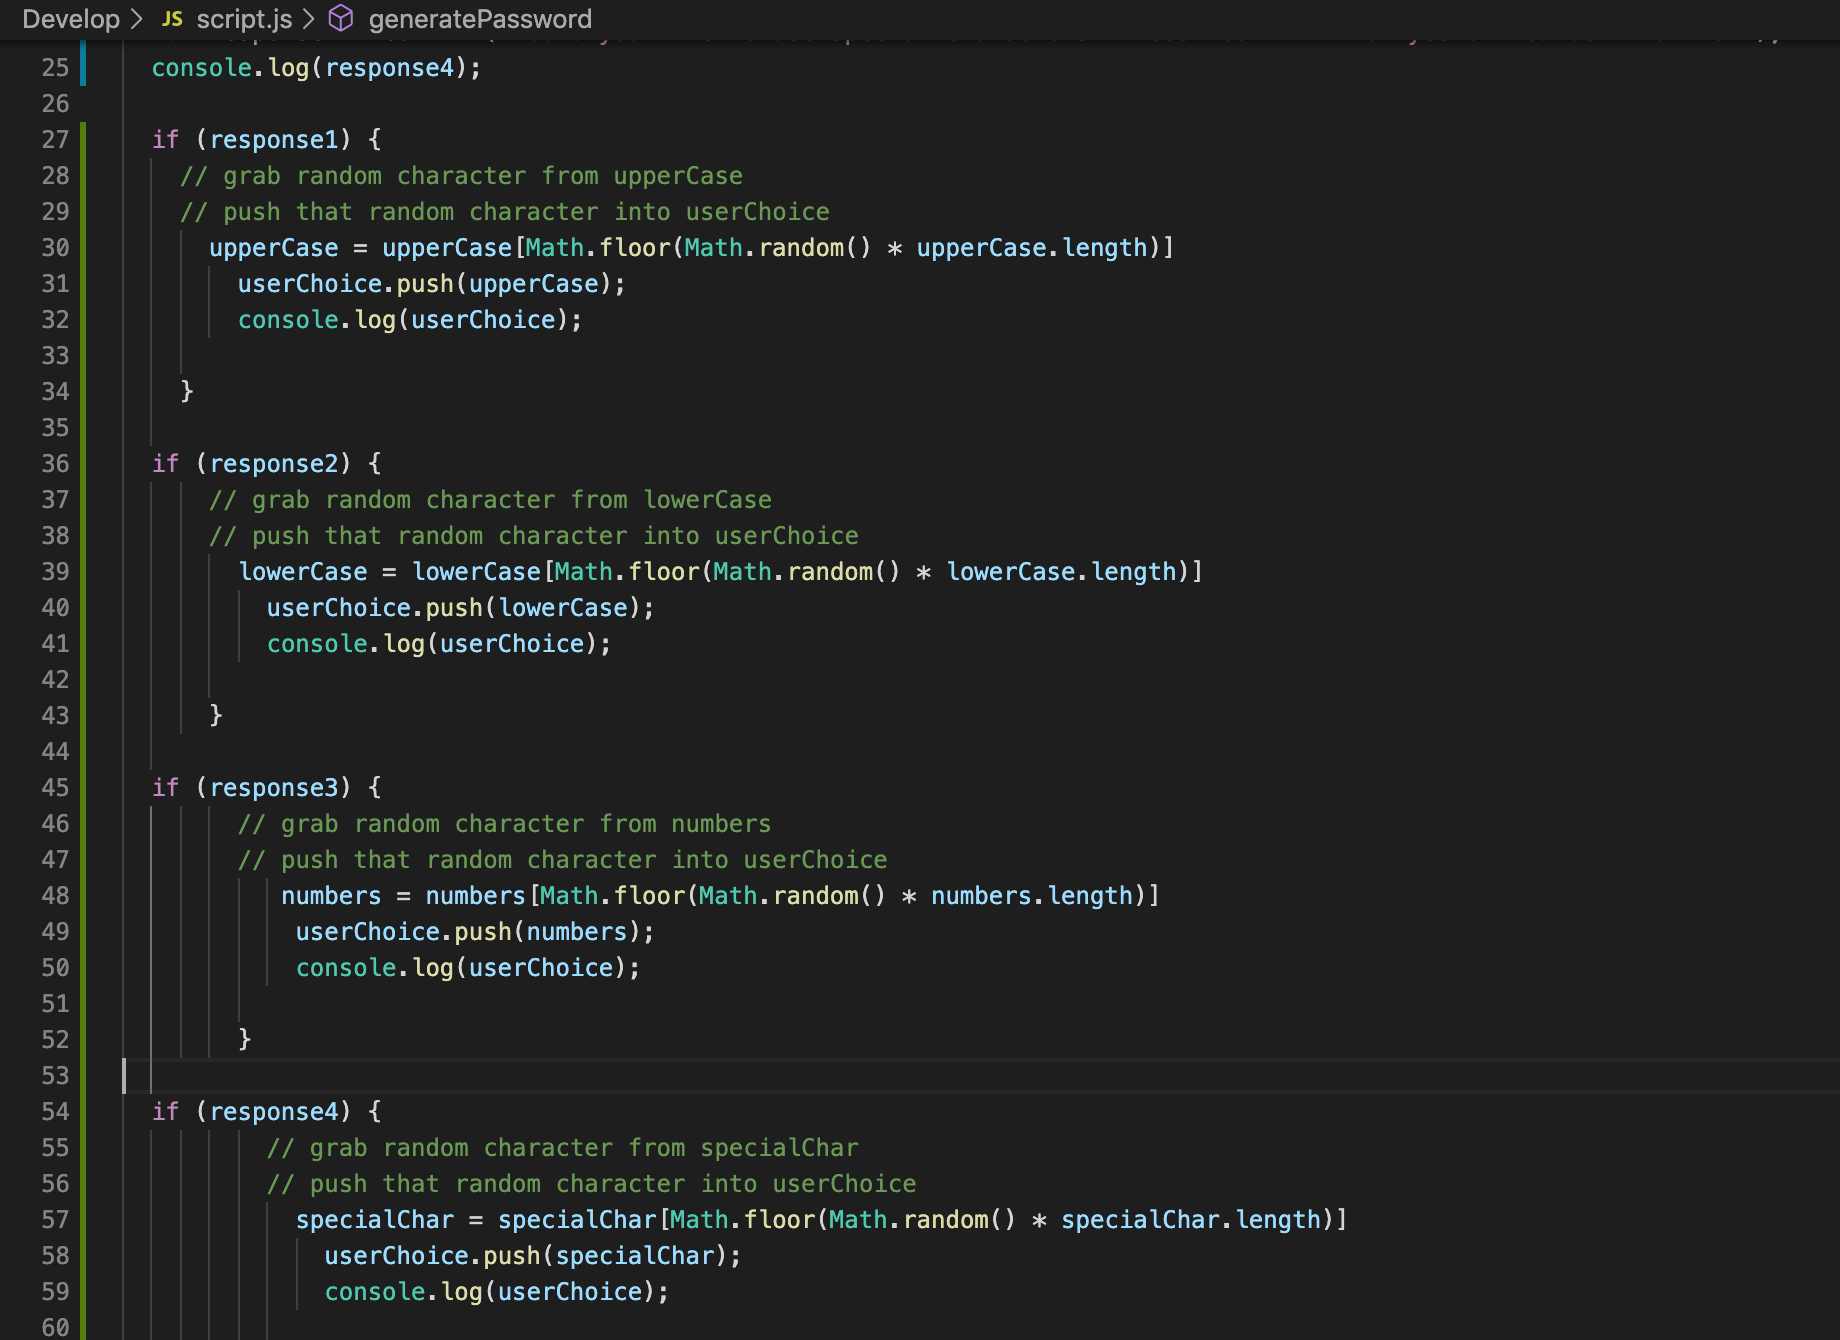 Develop > JS script.js > generatePassword
25 console.log(response4);
26
27 if (response1) {
28 // grab random character from upperCase
29 // push that random character into userChoice
30 upperCase = upperCase[Math.floor(Math.random() * upperCase.length)]
31 userChoice.push(upperCase);
32 console.log(userChoice);
33
34 }
35
36 if (response2) {
37 // grab random character from lowerCase
38 // push that random character into userChoice
39 lowerCase = lowerCase[Math.floor(Math.random() * lowerCase.length)]
40 userChoice.push(lowerCase);
41 console.log(userChoice);
42
43 }
44
45 if (response3) {
46 // grab random character from numbers
47 // push that random character into userChoice
48 numbers = numbers[Math.floor(Math.random() * numbers.length)]
49 userChoice.push(numbers);
50 console.log(userChoice);
51
52 }
53
54 if (response4) {
55 // grab random character from specialChar
56 // push that random character into userChoice
57 specialChar = specialChar[Math.floor(Math.random() * specialChar.length)]
58 userChoice.push(specialChar);
59 console.log(userChoice);
60